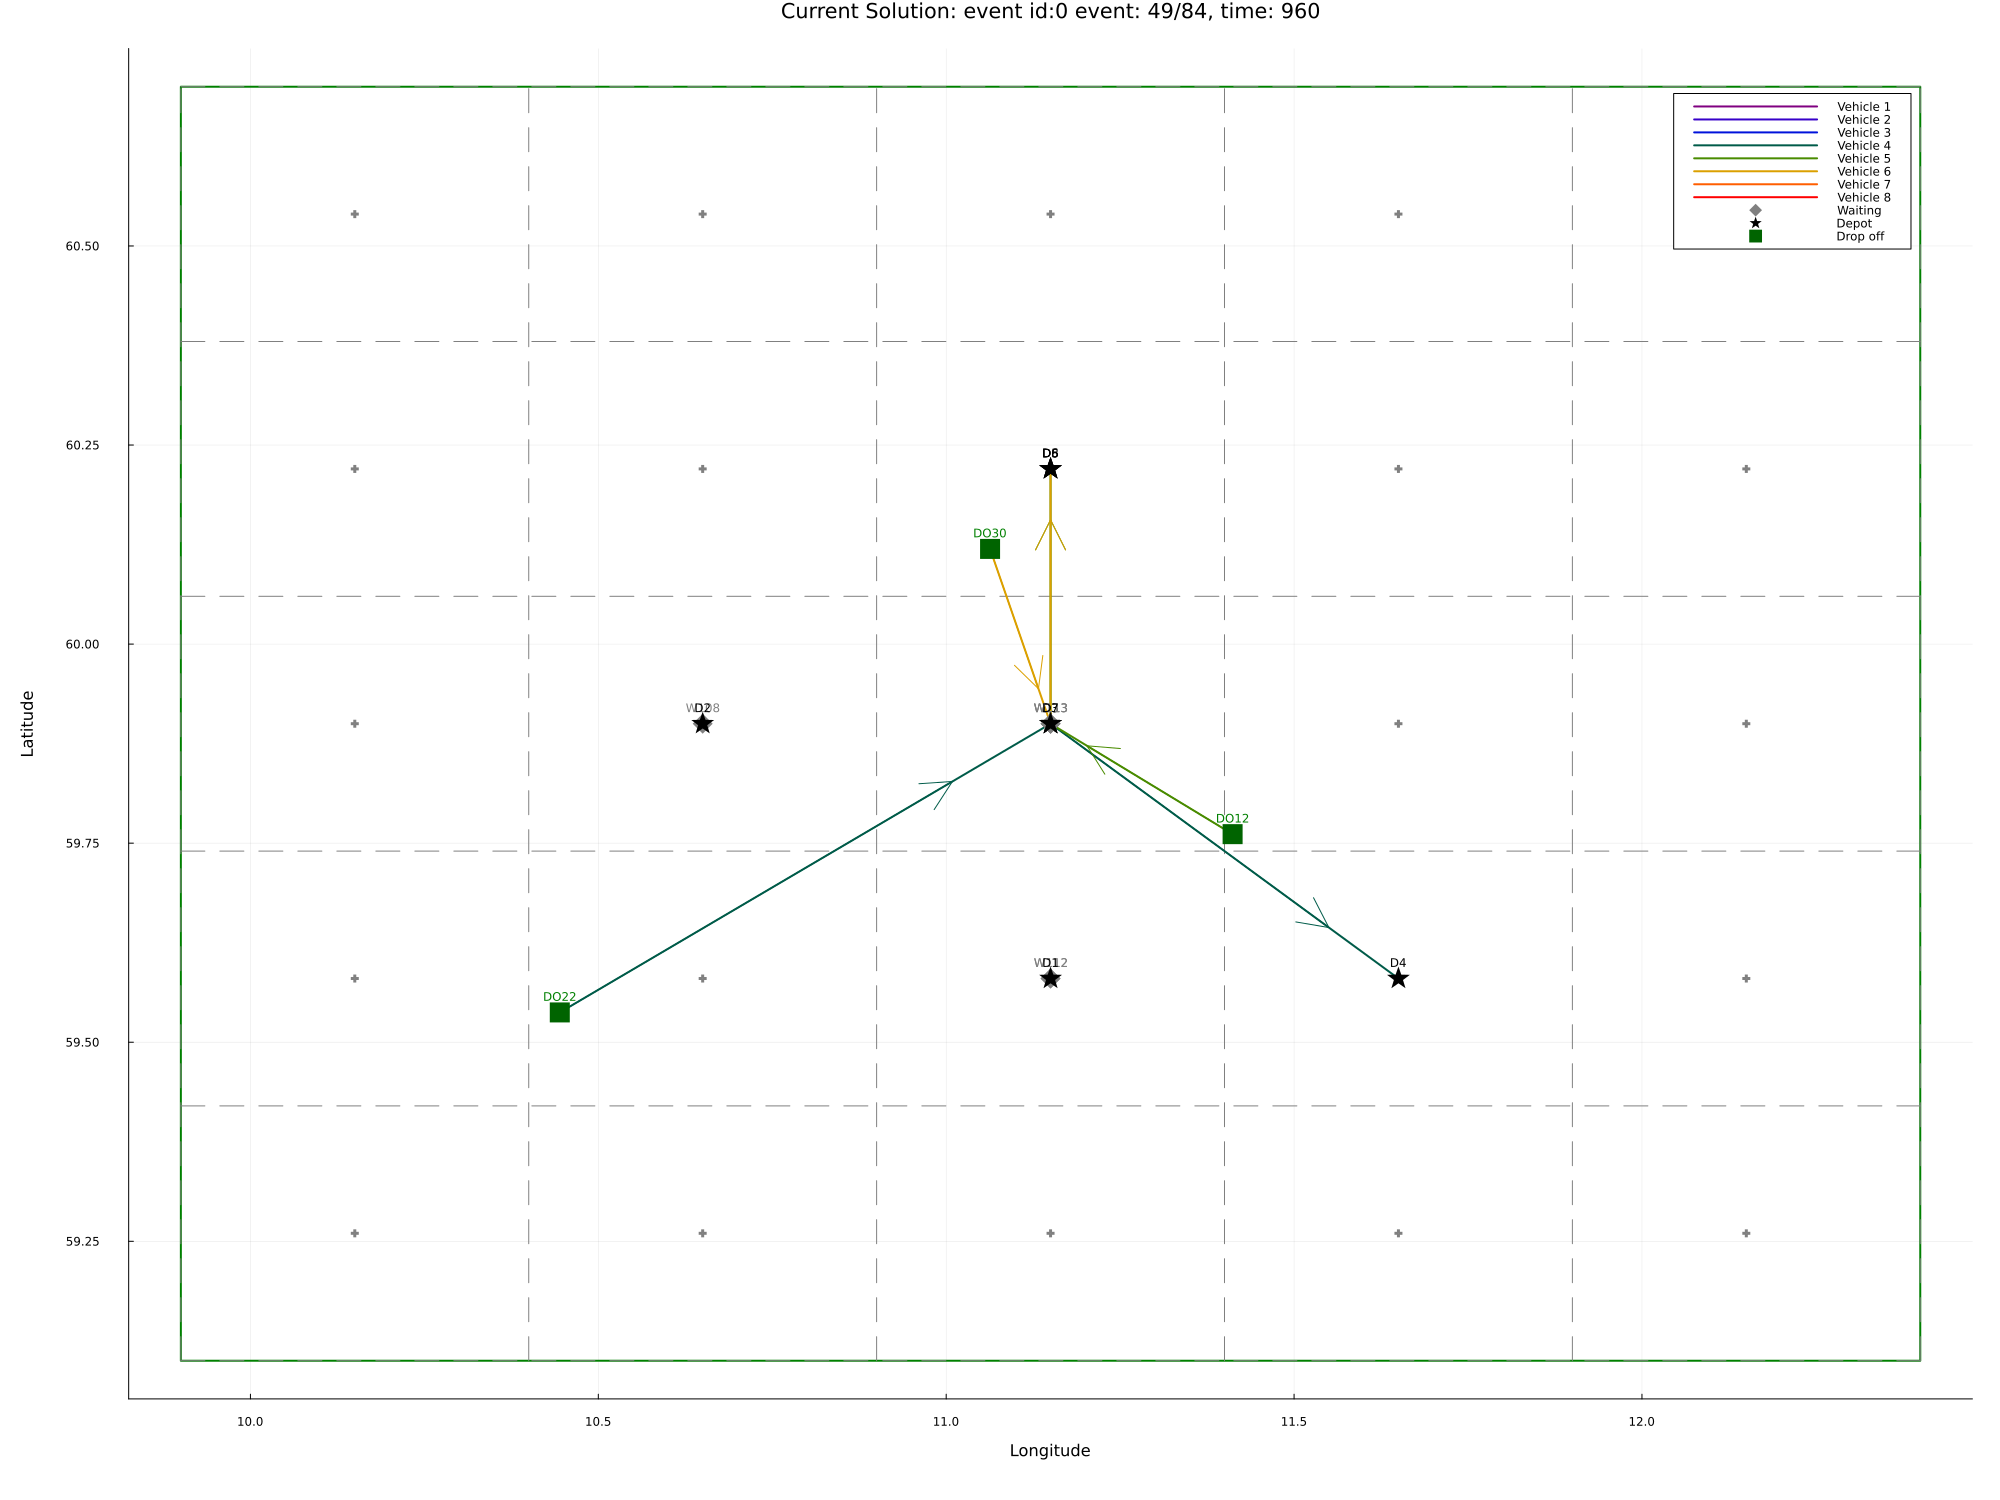 Current Solution: event id:0 event: 49/84, time: 960
Vehicle 1
Vehicle 2
Vehicle 3
Vehicle 4
Vehicle 5
Vehicle 6
Vehicle 7
Vehicle 8
Waiting
Depot
Drop off
60.50
60.25
60.00
59.75
59.50
59.25
Latitude
DO30
D2
DO12
D1
D4
DO22
10.0
10.5
11.0
11.5
12.0
Longitude